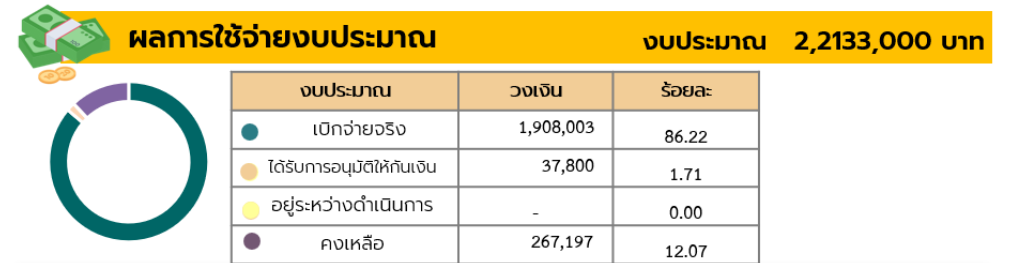 ผลการใช้จ่ายงบประมาณ งบประมาณ 2,2133,000 บาท
งบประมาณ วงเงิน ร้อยละ
เบิกจ่ายจริง 1,908,003 86.22
ได้รับการอนุมัติให้กันเงิน 37,800 1.71
อยู่ระหว่างดำเนินการ - 0.00
คงเหลือ 267,197 12.07